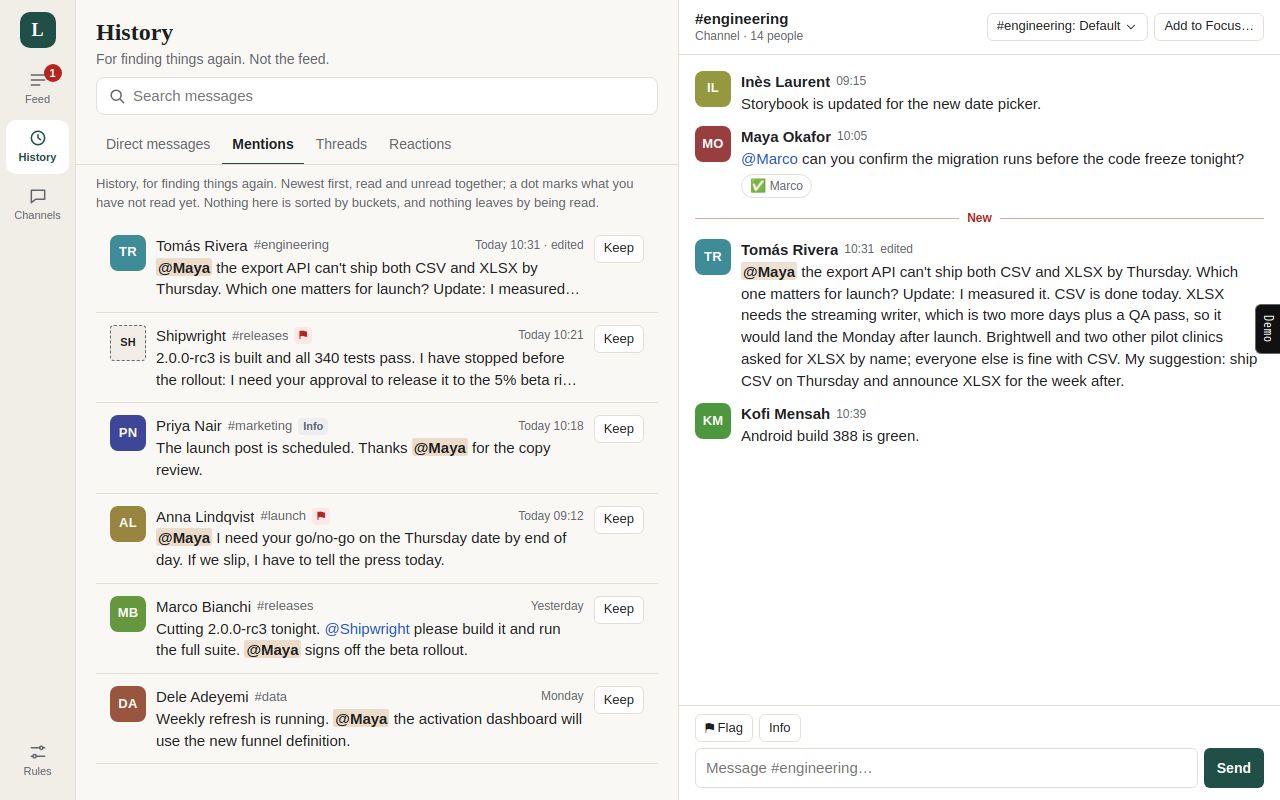 L
Feed
1
History
Channels
Rules
History
For finding things again. Not the feed.
Search messages
Direct messages Mentions Threads Reactions
History, for finding things again. Newest first, read and unread together; a dot marks what you
have not read yet. Nothing here is sorted by buckets, and nothing leaves by being read.
TR
Tomás Rivera #engineering Today 10:31 · edited Keep
@Maya the export API can't ship both CSV and XLSX by
Thursday. Which one matters for launch? Update: I measured…
SH
Shipwright #releases Today 10:21 Keep
2.0.0-rc3 is built and all 340 tests pass. I have stopped before
the rollout: I need your approval to release it to the 5% beta ri…
PN
Priya Nair #marketing Info Today 10:18 Keep
The launch post is scheduled. Thanks @Maya for the copy
review.
AL
Anna Lindqvist #launch Today 09:12 Keep
@Maya I need your go/no-go on the Thursday date by end of
day. If we slip, I have to tell the press today.
MB
Marco Bianchi #releases Yesterday Keep
Cutting 2.0.0-rc3 tonight. @Shipwright please build it and run
the full suite. @Maya signs off the beta rollout.
DA
Dele Adeyemi #data Monday Keep
Weekly refresh is running. @Maya the activation dashboard will
use the new funnel definition.
#engineering
Channel · 14 people
#engineering: Default
Add to Focus…
IL
Inès Laurent 09:15
Storybook is updated for the new date picker.
MO
Maya Okafor 10:05
@Marco can you confirm the migration runs before the code freeze tonight?
✅ Marco
New
TR
Tomás Rivera 10:31 edited
@Maya the export API can't ship both CSV and XLSX by Thursday. Which
one matters for launch? Update: I measured it. CSV is done today. XLSX
needs the streaming writer, which is two more days plus a QA pass, so it
would land the Monday after launch. Brightwell and two other pilot clinics
asked for XLSX by name; everyone else is fine with CSV. My suggestion: ship
CSV on Thursday and announce XLSX for the week after.
KM
Kofi Mensah 10:39
Android build 388 is green.
Demo
Flag Info
Message #engineering…
Send